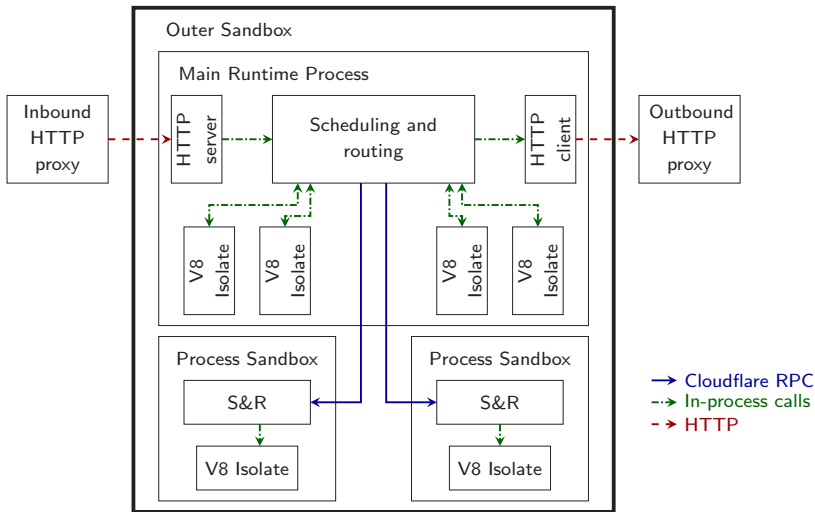 Outer Sandbox
Main Runtime Process
Inbound
HTTP
proxy
HTTP
server
Scheduling and
routing
HTTP
client
Outbound
HTTP
proxy
V8
Isolate
V8
Isolate
V8
Isolate
V8
Isolate
Process Sandbox
S&R
V8 Isolate
Process Sandbox
S&R
V8 Isolate
Cloudflare RPC
In-process calls
HTTP